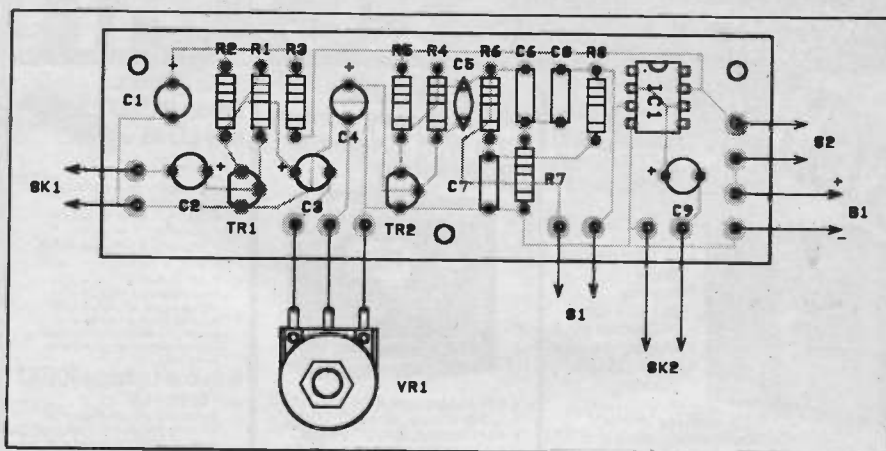 R2 R1 R3 R5 R4 R6 C6 C8 R8
C5
+ +
IC1
C1
C4
S2
+ + +
SK1
C7 R7
+
B1
C2 C3 C9
TR1 TR2
-
S1
SK2
VR1